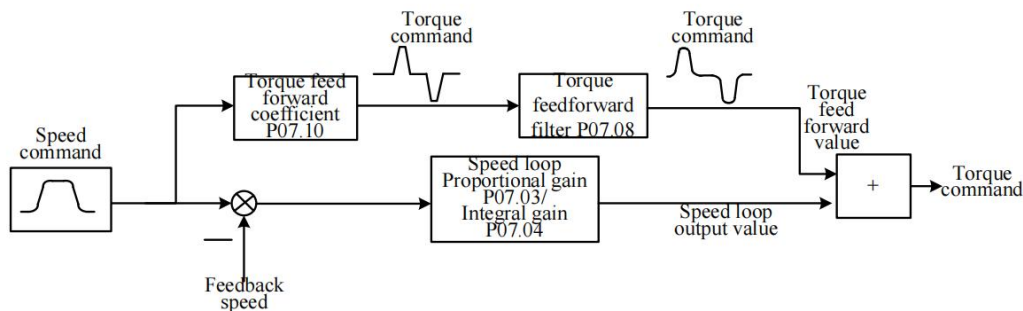 Torque
command
Torque
command
Torque feed
forward
coefficient
P07.10
Torque
feedforward
filter P07.08
Torque
feed
forward
value
Speed
command
Speed loop
Proportional gain
P07.03/
Integral gain
P07.04
+
Torque
command
Speed loop
output value
—
Feedback
speed